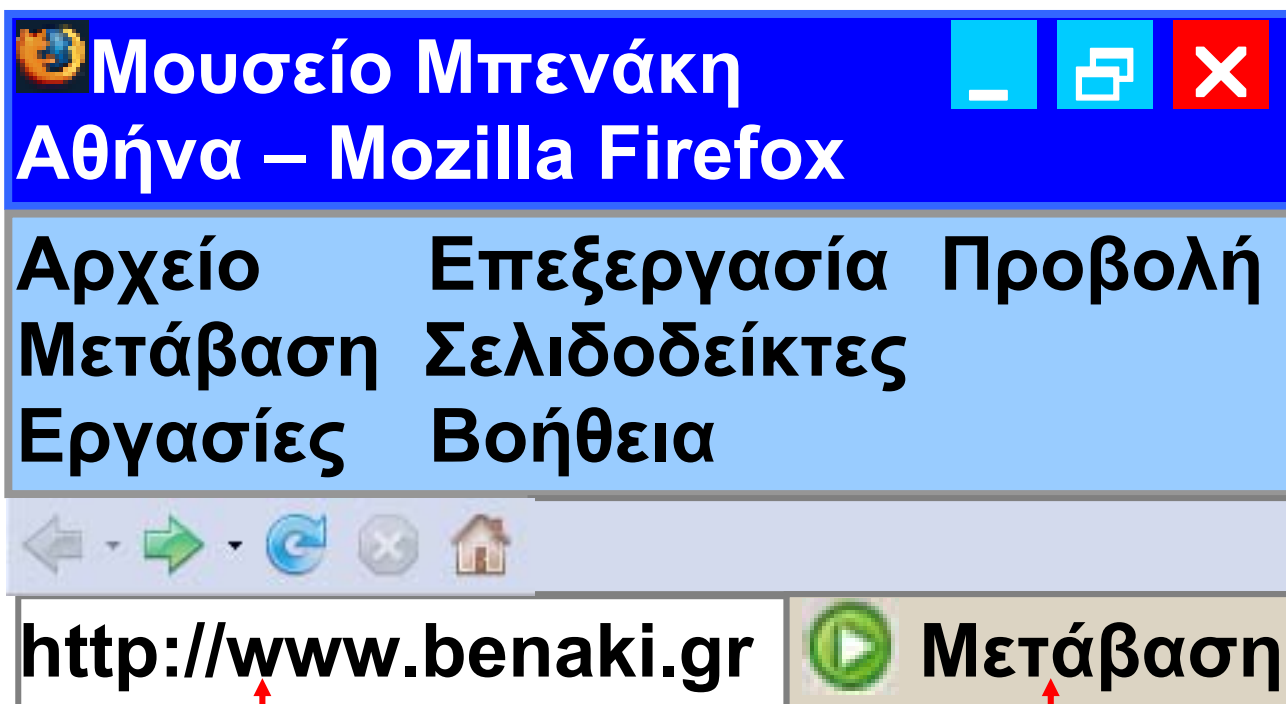 Μουσείο Μπενάκη
Αθήνα – Mozilla Firefox
Αρχείο Επεξεργασία Προβολή
Μετάβαση Σελιδοδείκτες
Εργασίες Βοήθεια
http://www.benaki.gr Μετάβαση